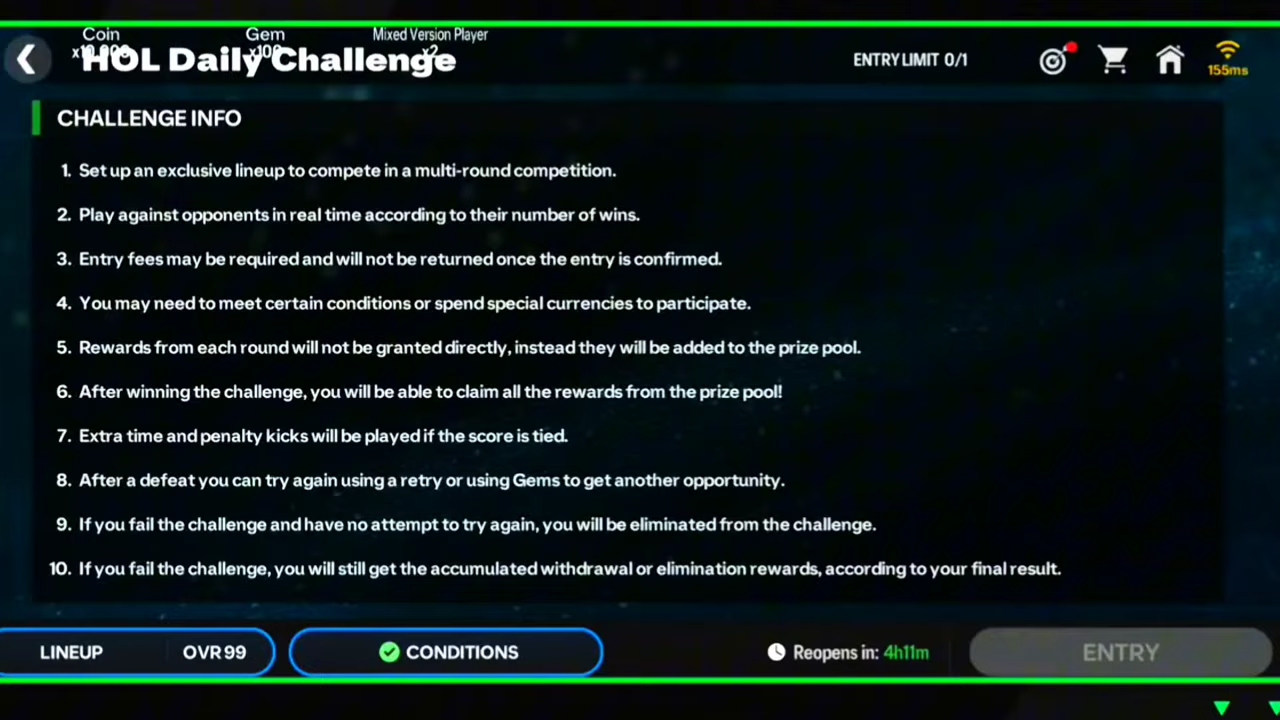 Coin Gem Mixed Version Player
x10,000 x100 x2
HOL Daily Challenge
ENTRY LIMIT 0/1
155ms
CHALLENGE INFO
1. Set up an exclusive lineup to compete in a multi-round competition.
2. Play against opponents in real time according to their number of wins.
3. Entry fees may be required and will not be returned once the entry is confirmed.
4. You may need to meet certain conditions or spend special currencies to participate.
5. Rewards from each round will not be granted directly, instead they will be added to the prize pool.
6. After winning the challenge, you will be able to claim all the rewards from the prize pool!
7. Extra time and penalty kicks will be played if the score is tied.
8. After a defeat you can try again using a retry or using Gems to get another opportunity.
9. If you fail the challenge and have no attempt to try again, you will be eliminated from the challenge.
10. If you fail the challenge, you will still get the accumulated withdrawal or elimination rewards, according to your final result.
LINEUP OVR 99 CONDITIONS Reopens in: 4h11m ENTRY